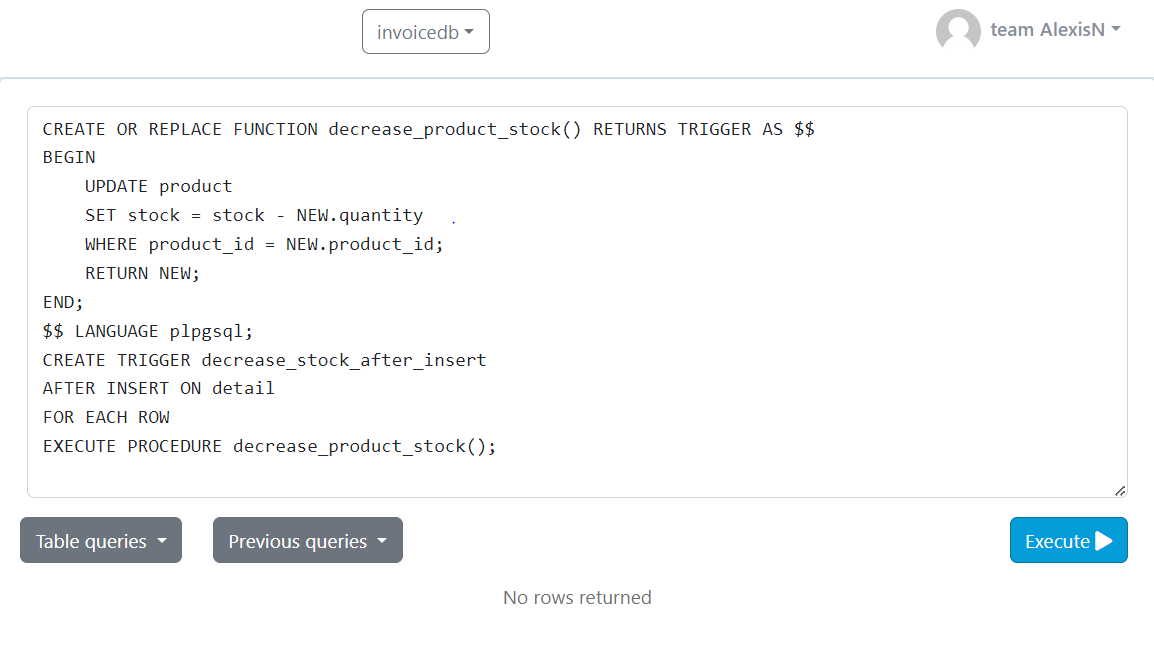 invoicedb
team AlexisN
CREATE OR REPLACE FUNCTION decrease_product_stock() RETURNS TRIGGER AS $$
BEGIN
    UPDATE product
    SET stock = stock - NEW.quantity
    WHERE product_id = NEW.product_id;
    RETURN NEW;
END;
$$ LANGUAGE plpgsql;
CREATE TRIGGER decrease_stock_after_insert
AFTER INSERT ON detail
FOR EACH ROW
EXECUTE PROCEDURE decrease_product_stock();
Table queries
Previous queries
Execute
No rows returned